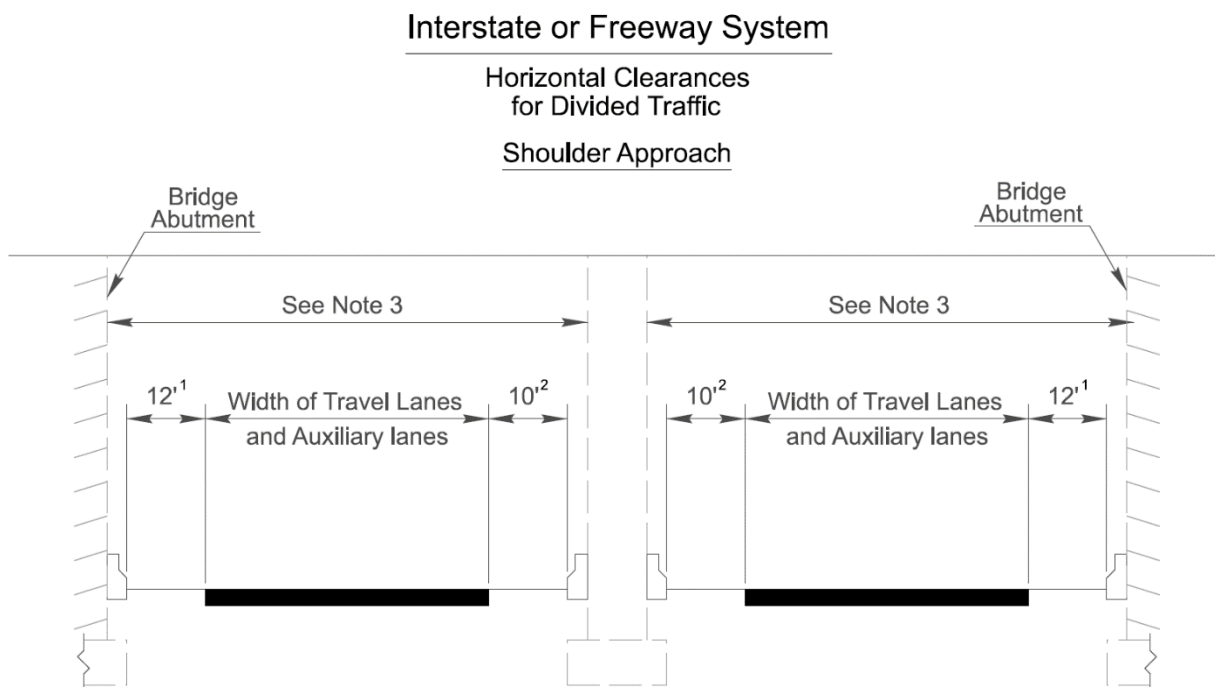 Interstate or Freeway System
Horizontal Clearances
for Divided Traffic
Shoulder Approach
Bridge
Abutment
Bridge
Abutment
See Note 3
See Note 3
12'¹
Width of Travel Lanes
and Auxiliary lanes
10'²
10'²
Width of Travel Lanes
and Auxiliary lanes
12'¹